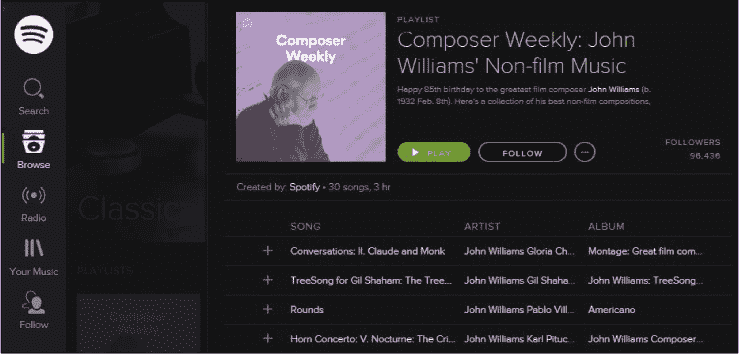 Search
Browse
Radio
Your Music
Follow
Classic
PLAYLISTS
Composer
Weekly
PLAYLIST
Composer Weekly: John
Williams' Non-film Music
Happy 85th birthday to the greatest film composer John Williams (b.
1932 Feb. 8th). Here's a collection of his best non-film compositions,
PLAY
FOLLOW
FOLLOWERS
96,436
Created by: Spotify • 30 songs, 3 hr
SONG ARTIST ALBUM
+ Conversations: II. Claude and Monk John Williams Gloria Ch... Montage: Great film com...
+ TreeSong for Gil Shaham: The Tree... John Williams Gil Shaha... John Williams: TreeSong...
+ Rounds John Williams Pablo Vill... Americano
+ Horn Concerto: V. Nocturne: The Cri... John Williams Karl Pituc... John Williams Composer...